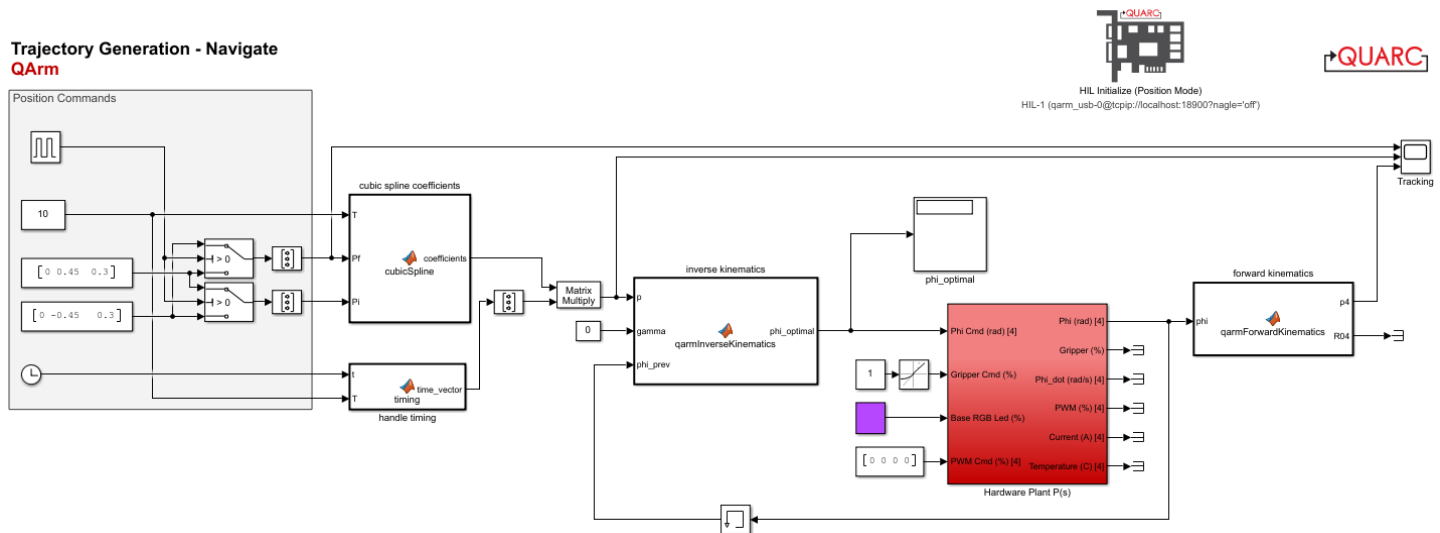 QUARC
Trajectory Generation - Navigate
QArm
QUARC
HIL Initialize (Position Mode)
HIL-1 (qarm_usb-0@tcpip://localhost:18900?nagle='off')
Position Commands
Tracking
cubic spline coefficients
10
T
Pf
Pi
coefficients
cubicSpline
> 0
[0 0.45 0.3]
> 0
[0 -0.45 0.3]
[:::]
[:::]
[:::]
Matrix
Multiply
0
inverse kinematics
p
gamma
phi_prev
phi_optimal
qarmInverseKinematics
phi_optimal
t
T
time_vector
timing
handle timing
1
[0 0 0 0]
Phi Cmd (rad) [4]
Gripper Cmd (%)
Base RGB Led (%)
PWM Cmd (%) [4]
Phi (rad) [4]
Gripper (%)
Phi_dot (rad/s) [4]
PWM (%) [4]
Current (A) [4]
Temperature (C) [4]
Hardware Plant P(s)
forward kinematics
phi
p4
R04
qarmForwardKinematics